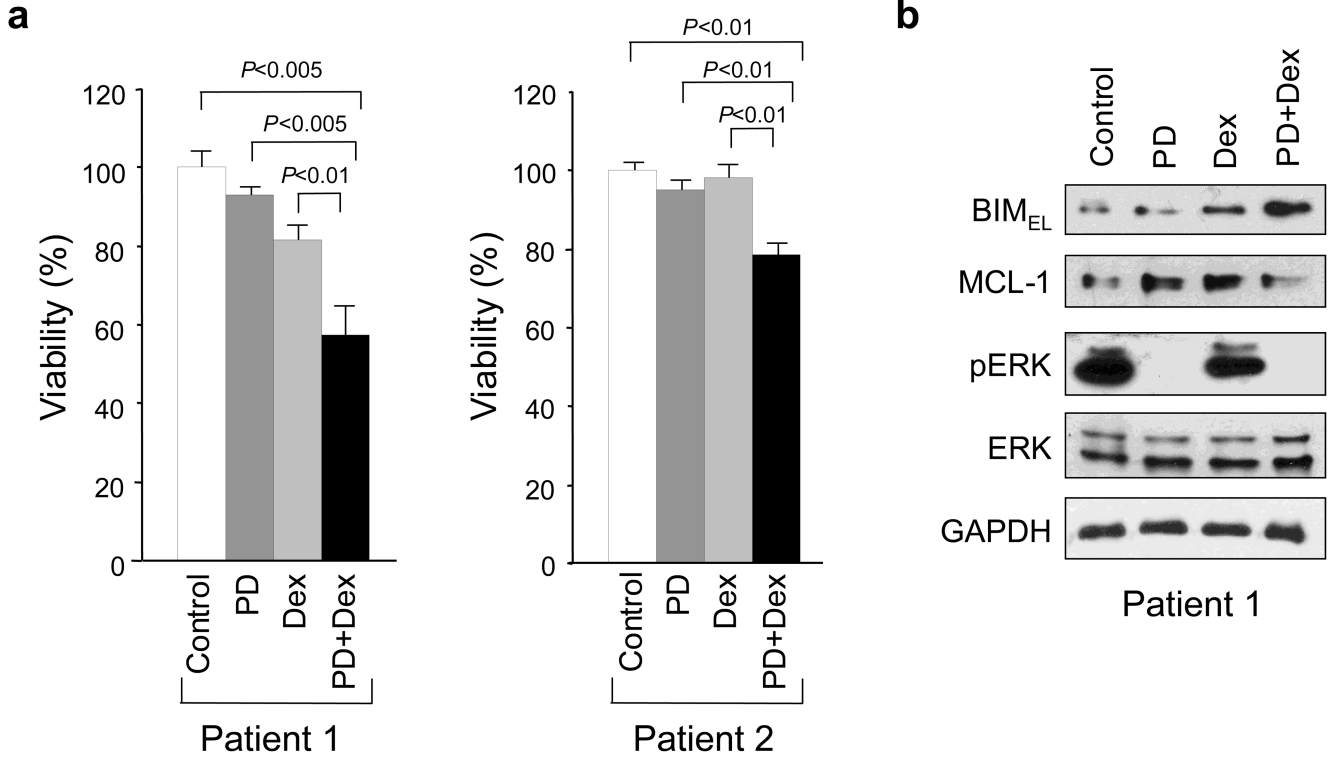 a
P<0.005
P<0.005
P<0.01
120
100
80
60
40
20
0
Viability (%)
Control
PD
Dex
PD+Dex
Patient 1
P<0.01
P<0.01
P<0.01
120
100
80
60
40
20
0
Viability (%)
Control
PD
Dex
PD+Dex
Patient 2
b
Control
PD
Dex
PD+Dex
BIMEL
MCL-1
pERK
ERK
GAPDH
Patient 1